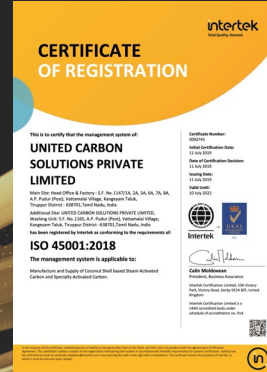 intertek
Total Quality. Assured.
CERTIFICATE
OF REGISTRATION
This is to certify that the management system of:
UNITED CARBON
SOLUTIONS PRIVATE
LIMITED
Main Site: Head Office & Factory : S.F. No.1147/1A, 2A, 3A, 6A, 7A, 8A,
A.P. Pudur (Post), Vettamalai Village, Kangeyam Taluk,
Tiruppur District - 638701,Tamil Nadu, India
Additional Site: UNITED CARBON SOLUTIONS PRIVATE LIMITED,
Washing Unit: S.F. No. 1165, A.P. Pudur (Post), Vettamalai Village,
Kangeyam Taluk, Tiruppur District -638701,Tamil Nadu, India
has been registered by Intertek as conforming to the requirements of:
ISO 45001:2018
The management system is applicable to:
Manufacture and Supply of Coconut Shell based Steam Activated
Carbon and Speciality Activated Carbon.
Certificate Number:
0092745
Initial Certification Date:
11 July 2019
Date of Certification Decision:
11 July 2019
Issuing Date:
11 July 2019
Valid Until:
10 July 2022
Intertek
UKAS
Calin Moldovean
President, Business Assurance
Intertek Certification Limited, 10A Victory
Park, Victory Road, Derby DE24 8ZF, United
Kingdom
Intertek Certification Limited is a
UKAS accredited body under
schedule of accreditation no. 014.